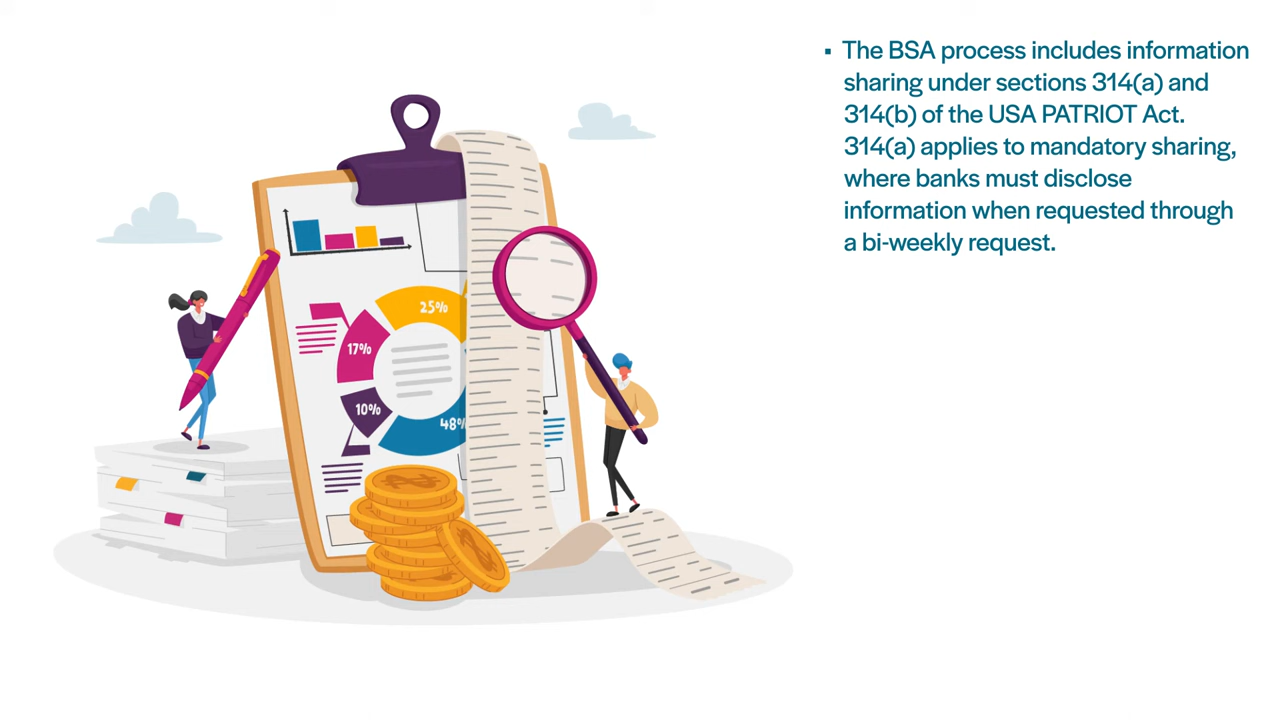 ▪ The BSA process includes information
sharing under sections 314(a) and
314(b) of the USA PATRIOT Act.
314(a) applies to mandatory sharing,
where banks must disclose
information when requested through
a bi-weekly request.
25%
17%
10%
48%